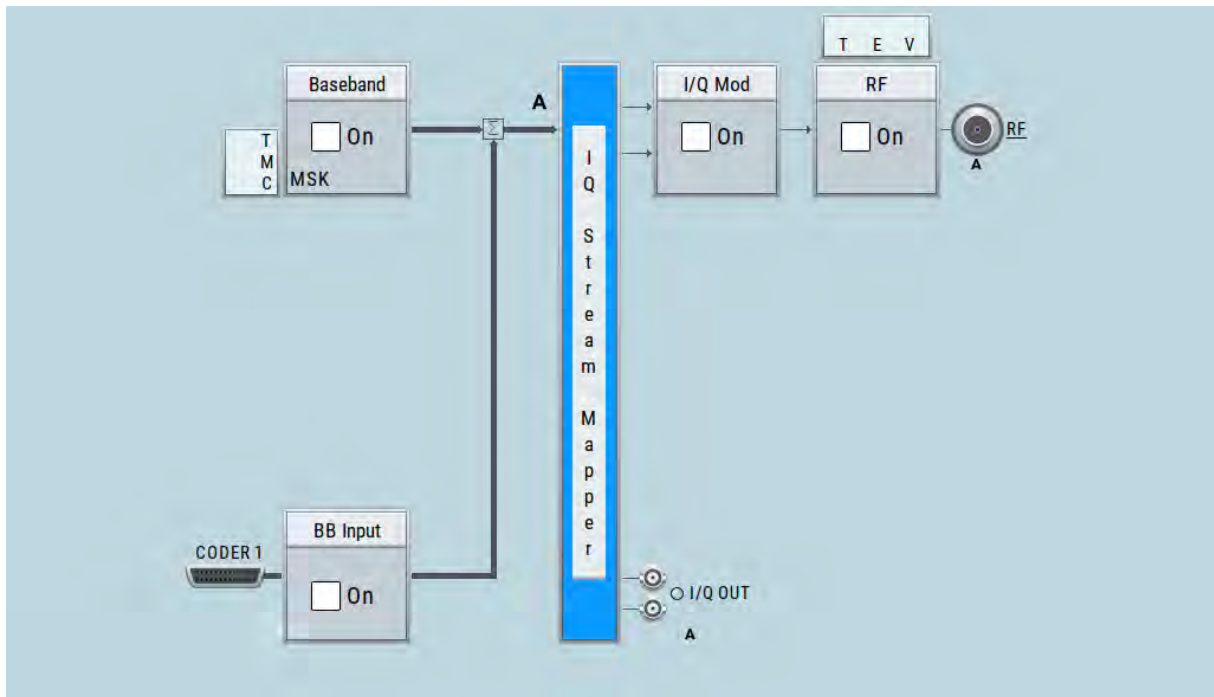 T E V
Baseband
I/Q Mod
RF
A
On
On
On
RF
T
M
C
MSK
A
I
Q
S
t
r
e
a
m
M
a
p
p
e
r
BB Input
CODER 1
On
I/Q OUT
A
Σ